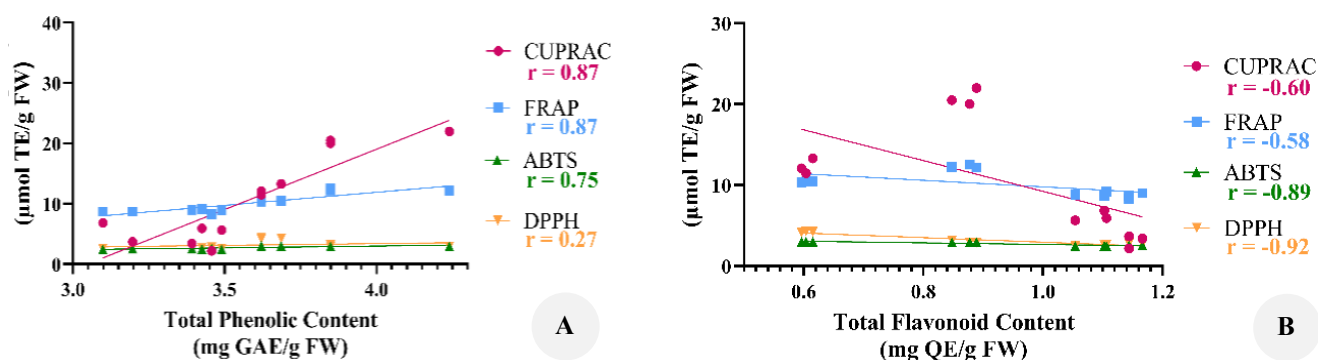 40
30
20
10
0
3.0
3.5
4.0
(µmol TE/g FW)
Total Phenolic Content
(mg GAE/g FW)
CUPRAC
r = 0.87
FRAP
r = 0.87
ABTS
r = 0.75
DPPH
r = 0.27
A
30
20
10
0
0.6
0.8
1.0
1.2
(µmol TE/g FW)
Total Flavonoid Content
(mg QE/g FW)
CUPRAC
r = -0.60
FRAP
r = -0.58
ABTS
r = -0.89
DPPH
r = -0.92
B